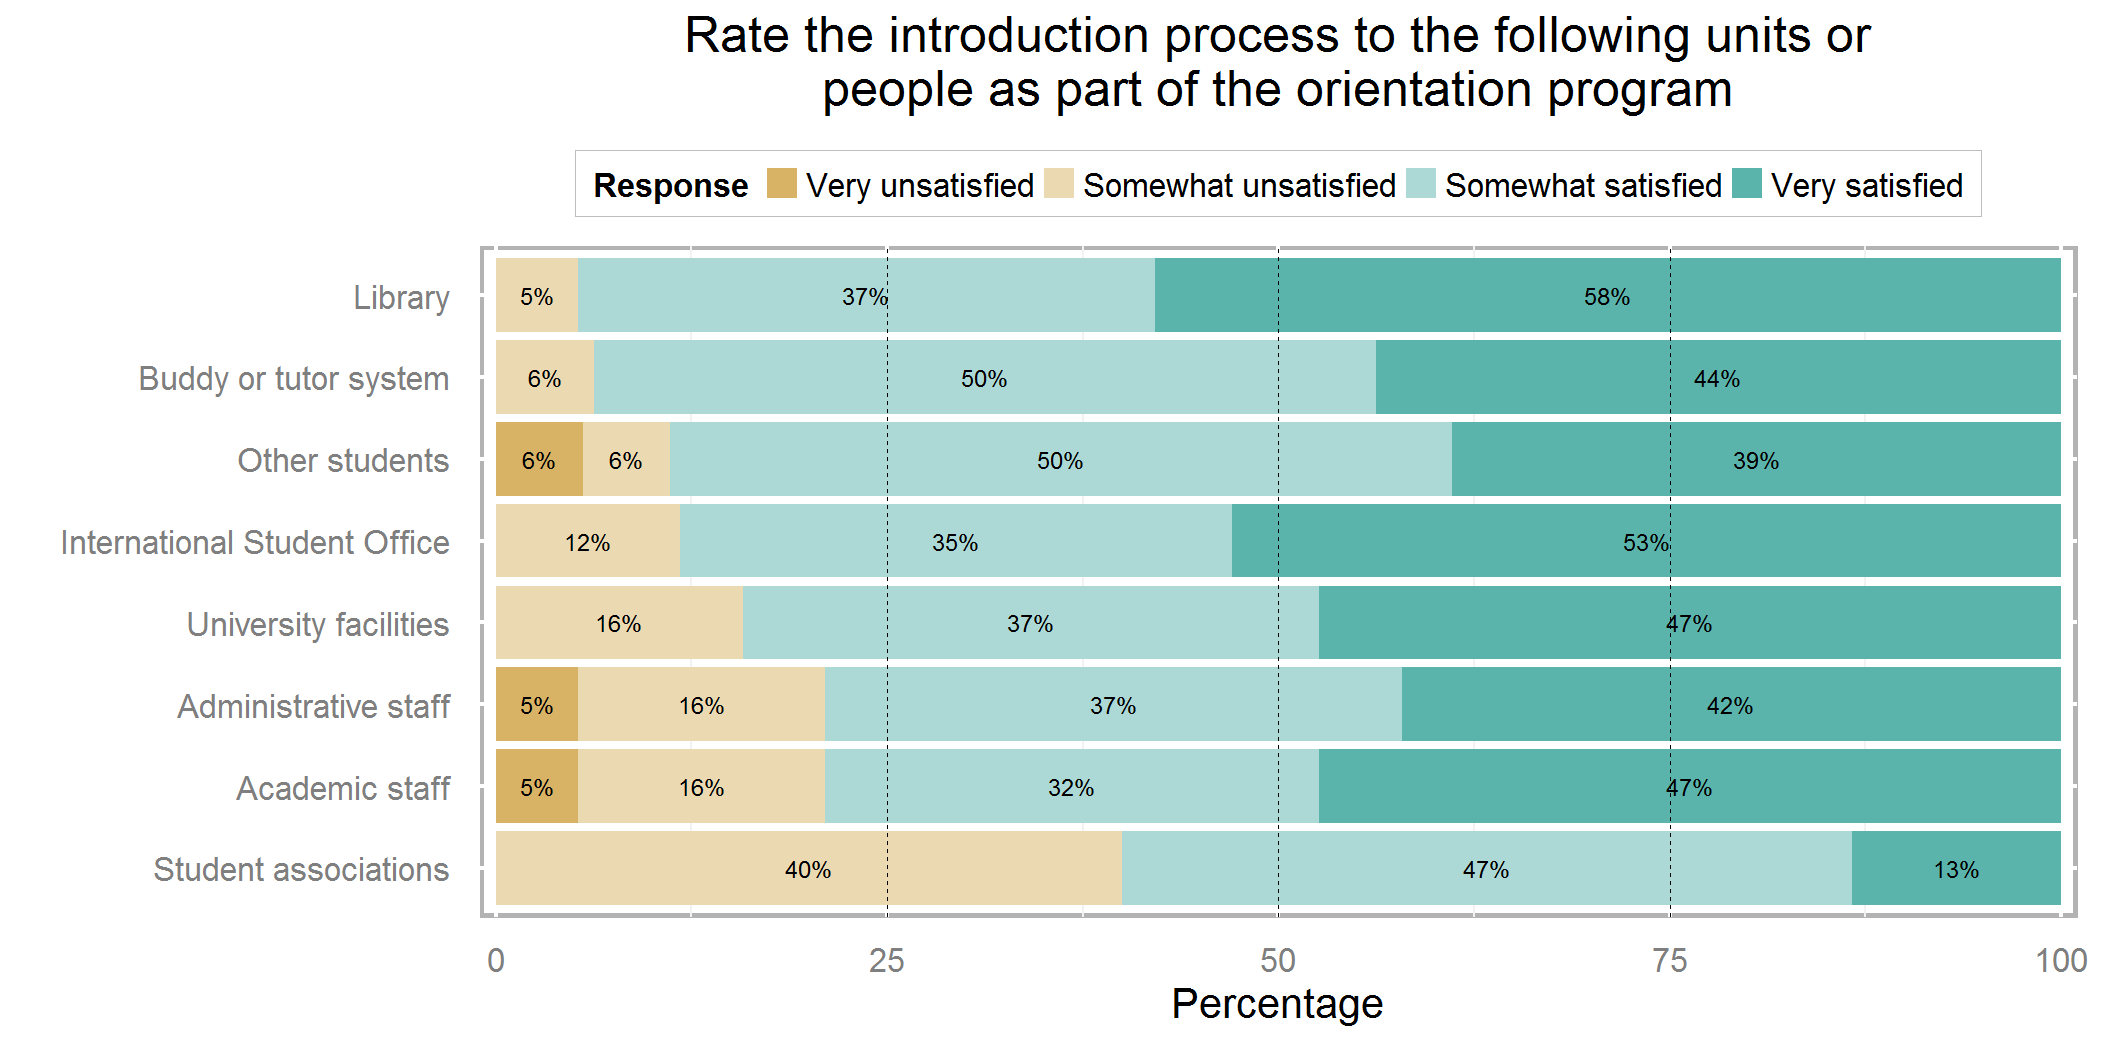 Rate the introduction process to the following units or
people as part of the orientation program
Response Very unsatisfied Somewhat unsatisfied Somewhat satisfied Very satisfied
Library 5% 37% 58%
Buddy or tutor system 6% 50% 44%
Other students 6% 6% 50% 39%
International Student Office 12% 35% 53%
University facilities 16% 37% 47%
Administrative staff 5% 16% 37% 42%
Academic staff 5% 16% 32% 47%
Student associations 40% 47% 13%
0 25 50 75 100
Percentage